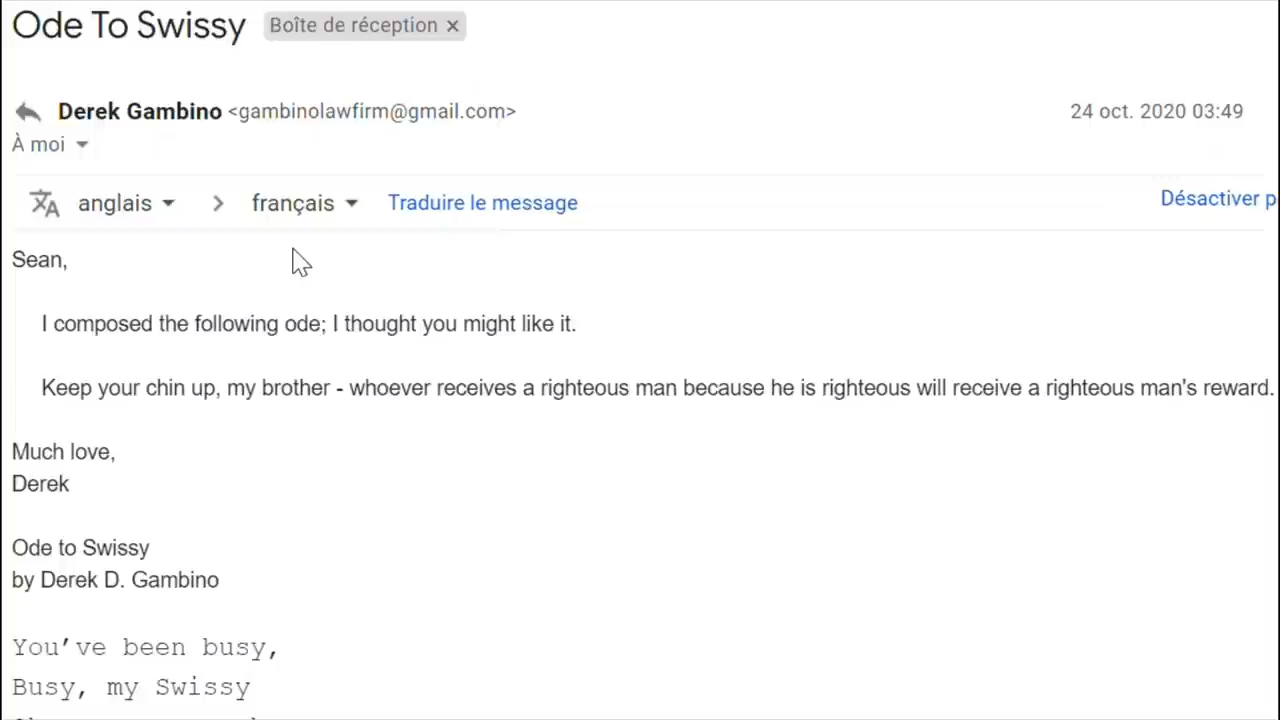 Ode To Swissy Boîte de réception ×
Derek Gambino <gambinolawfirm@gmail.com> 24 oct. 2020 03:49
À moi
anglais > français Traduire le message Désactiver p
Sean,
I composed the following ode; I thought you might like it.
Keep your chin up, my brother - whoever receives a righteous man because he is righteous will receive a righteous man's reward.
Much love,
Derek
Ode to Swissy
by Derek D. Gambino
You’ve been busy,
Busy, my Swissy